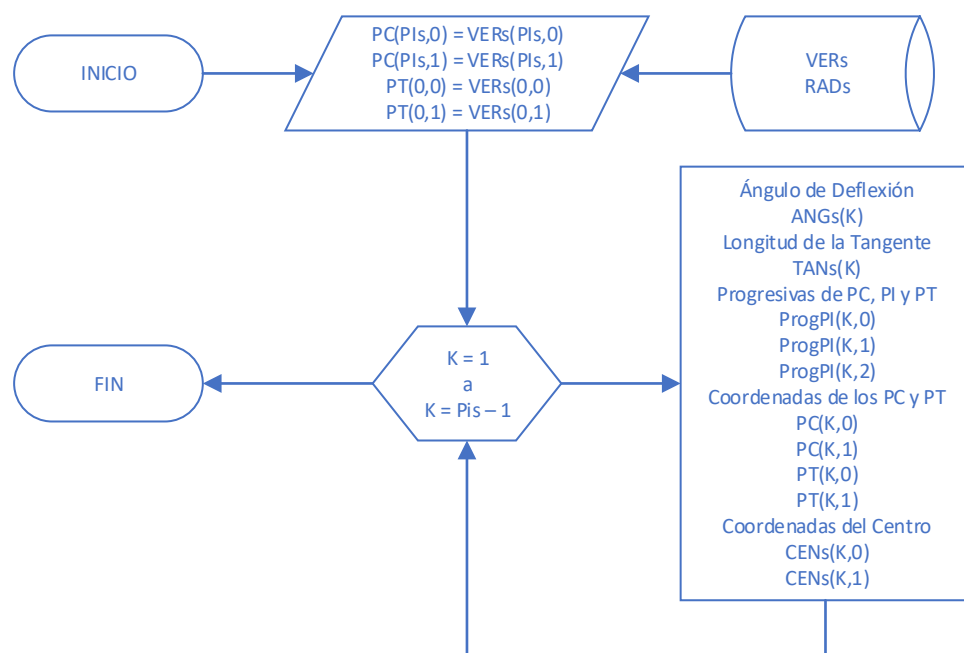 INICIO
PC(PIs,0) = VERs(PIs,0)
PC(PIs,1) = VERs(PIs,1)
PT(0,0) = VERs(0,0)
PT(0,1) = VERs(0,1)
VERs
RADs
FIN
K = 1
a
K = Pis – 1
Ángulo de Deflexión
ANGs(K)
Longitud de la Tangente
TANs(K)
Progresivas de PC, PI y PT
ProgPI(K,0)
ProgPI(K,1)
ProgPI(K,2)
Coordenadas de los PC y PT
PC(K,0)
PC(K,1)
PT(K,0)
PT(K,1)
Coordenadas del Centro
CENs(K,0)
CENs(K,1)